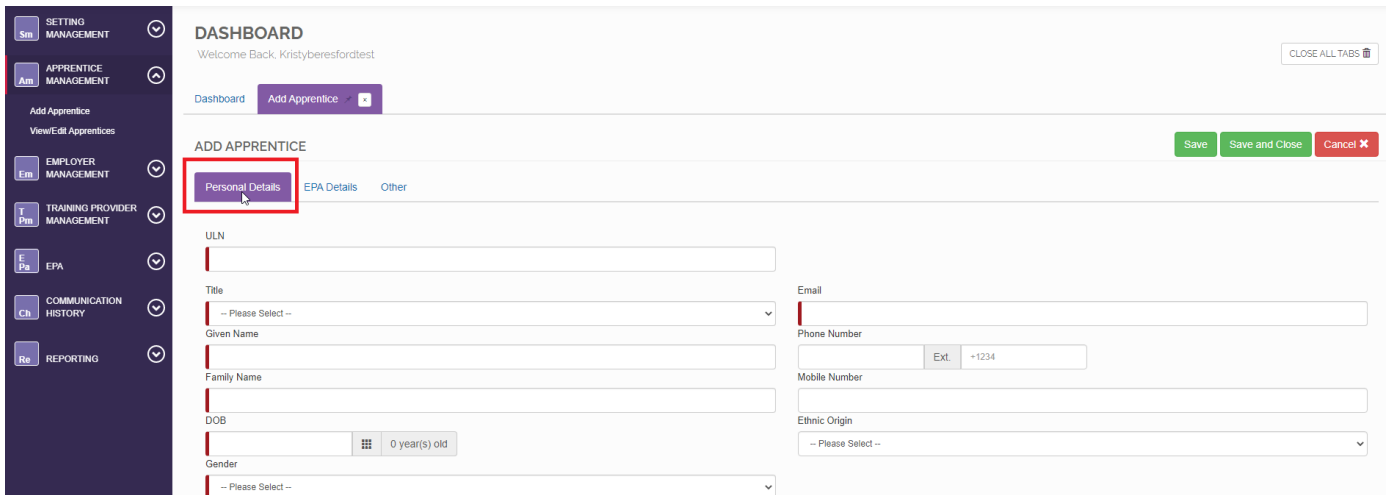 Sm SETTING
MANAGEMENT
Am APPRENTICE
MANAGEMENT
Add Apprentice
View/Edit Apprentices
Em EMPLOYER
MANAGEMENT
T
Pm TRAINING PROVIDER
MANAGEMENT
E
Pa EPA
Ch COMMUNICATION
HISTORY
Re REPORTING
DASHBOARD
Welcome Back, Kristyberesfordtest
CLOSE ALL TABS
Dashboard Add Apprentice x
ADD APPRENTICE
Save Save and Close Cancel
Personal Details EPA Details Other
ULN
Title Email
-- Please Select --
Given Name Phone Number
Ext. +1234
Family Name Mobile Number
DOB Ethnic Origin
0 year(s) old -- Please Select --
Gender
-- Please Select --